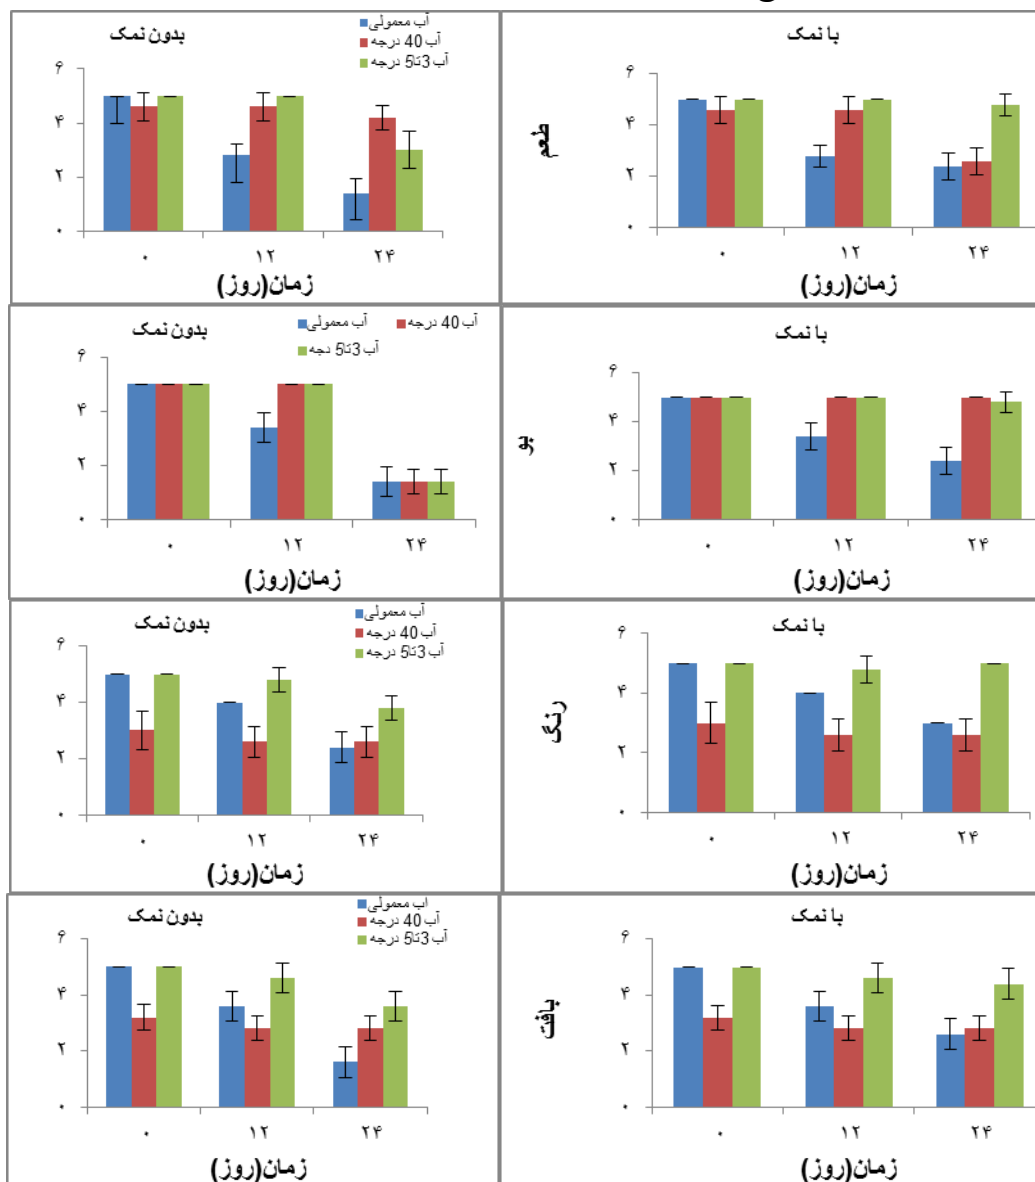 بدون نمک
آب معمولی
آب 40 درجه
آب 3تا5 درجه
۶
۴
۲
۰
۰ ۱۲ ۲۴
زمان(روز)
طعم
با نمک
۶
۴
۲
۰
۰ ۱۲ ۲۴
زمان(روز)
بدون نمک
آب معمولی آب 40 درجه
آب 3تا5 دجه
۶
۴
۲
۰
۰ ۱۲ ۲۴
زمان(روز)
بو
با نمک
۶
۴
۲
۰
۰ ۱۲ ۲۴
زمان(روز)
بدون نمک
آب معمولی
آب 40 درجه
آب 3تا5 درجه
۶
۴
۲
۰
۰ ۱۲ ۲۴
زمان(روز)
رنگ
با نمک
۶
۴
۲
۰
۰ ۱۲ ۲۴
زمان(روز)
بدون نمک
اب معمولی
آب 40 درجه
آب 3تا5 درجه
۶
۴
۲
۰
۰ ۱۲ ۲۴
زمان(روز)
بافت
با نمک
۶
۴
۲
۰
۰ ۱۲ ۲۴
زمان(روز)